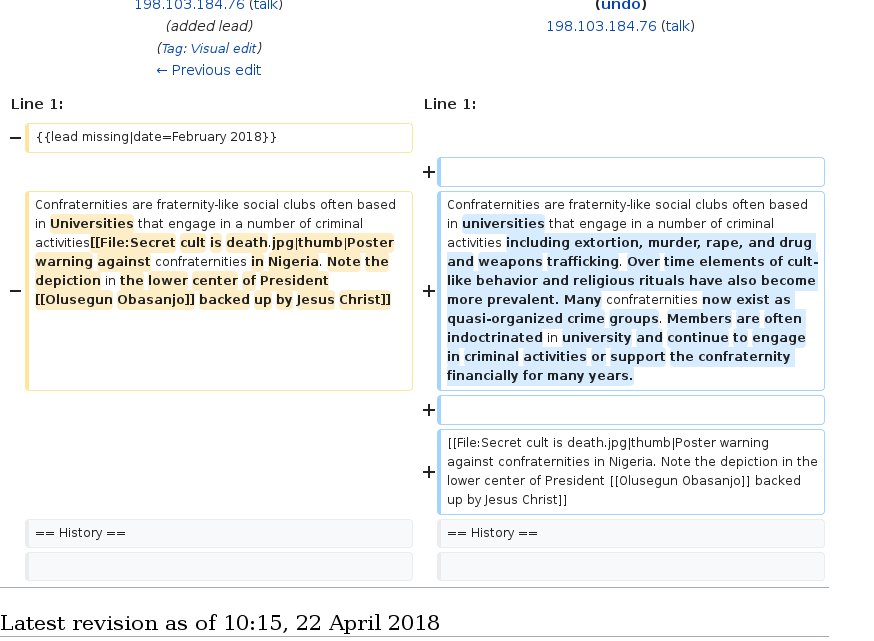 198.103.184.76 (talk)
(added lead)
(Tag: Visual edit)
← Previous edit
(undo)
198.103.184.76 (talk)
Line 1:
Line 1:
− {{lead missing|date=February 2018}}
+
− Confraternities are fraternity-like social clubs often based
in Universities that engage in a number of criminal
activities[[File:Secret cult is death.jpg|thumb|Poster
warning against confraternities in Nigeria. Note the
depiction in the lower center of President
[[Olusegun Obasanjo]] backed up by Jesus Christ]]
+ Confraternities are fraternity-like social clubs often based
in universities that engage in a number of criminal
activities including extortion, murder, rape, and drug
and weapons trafficking. Over time elements of cult-
like behavior and religious rituals have also become
more prevalent. Many confraternities now exist as
quasi-organized crime groups. Members are often
indoctrinated in university and continue to engage
in criminal activities or support the confraternity
financially for many years.
+
+ [[File:Secret cult is death.jpg|thumb|Poster warning
against confraternities in Nigeria. Note the depiction in the
lower center of President [[Olusegun Obasanjo]] backed
up by Jesus Christ]]
== History ==
== History ==
Latest revision as of 10:15, 22 April 2018